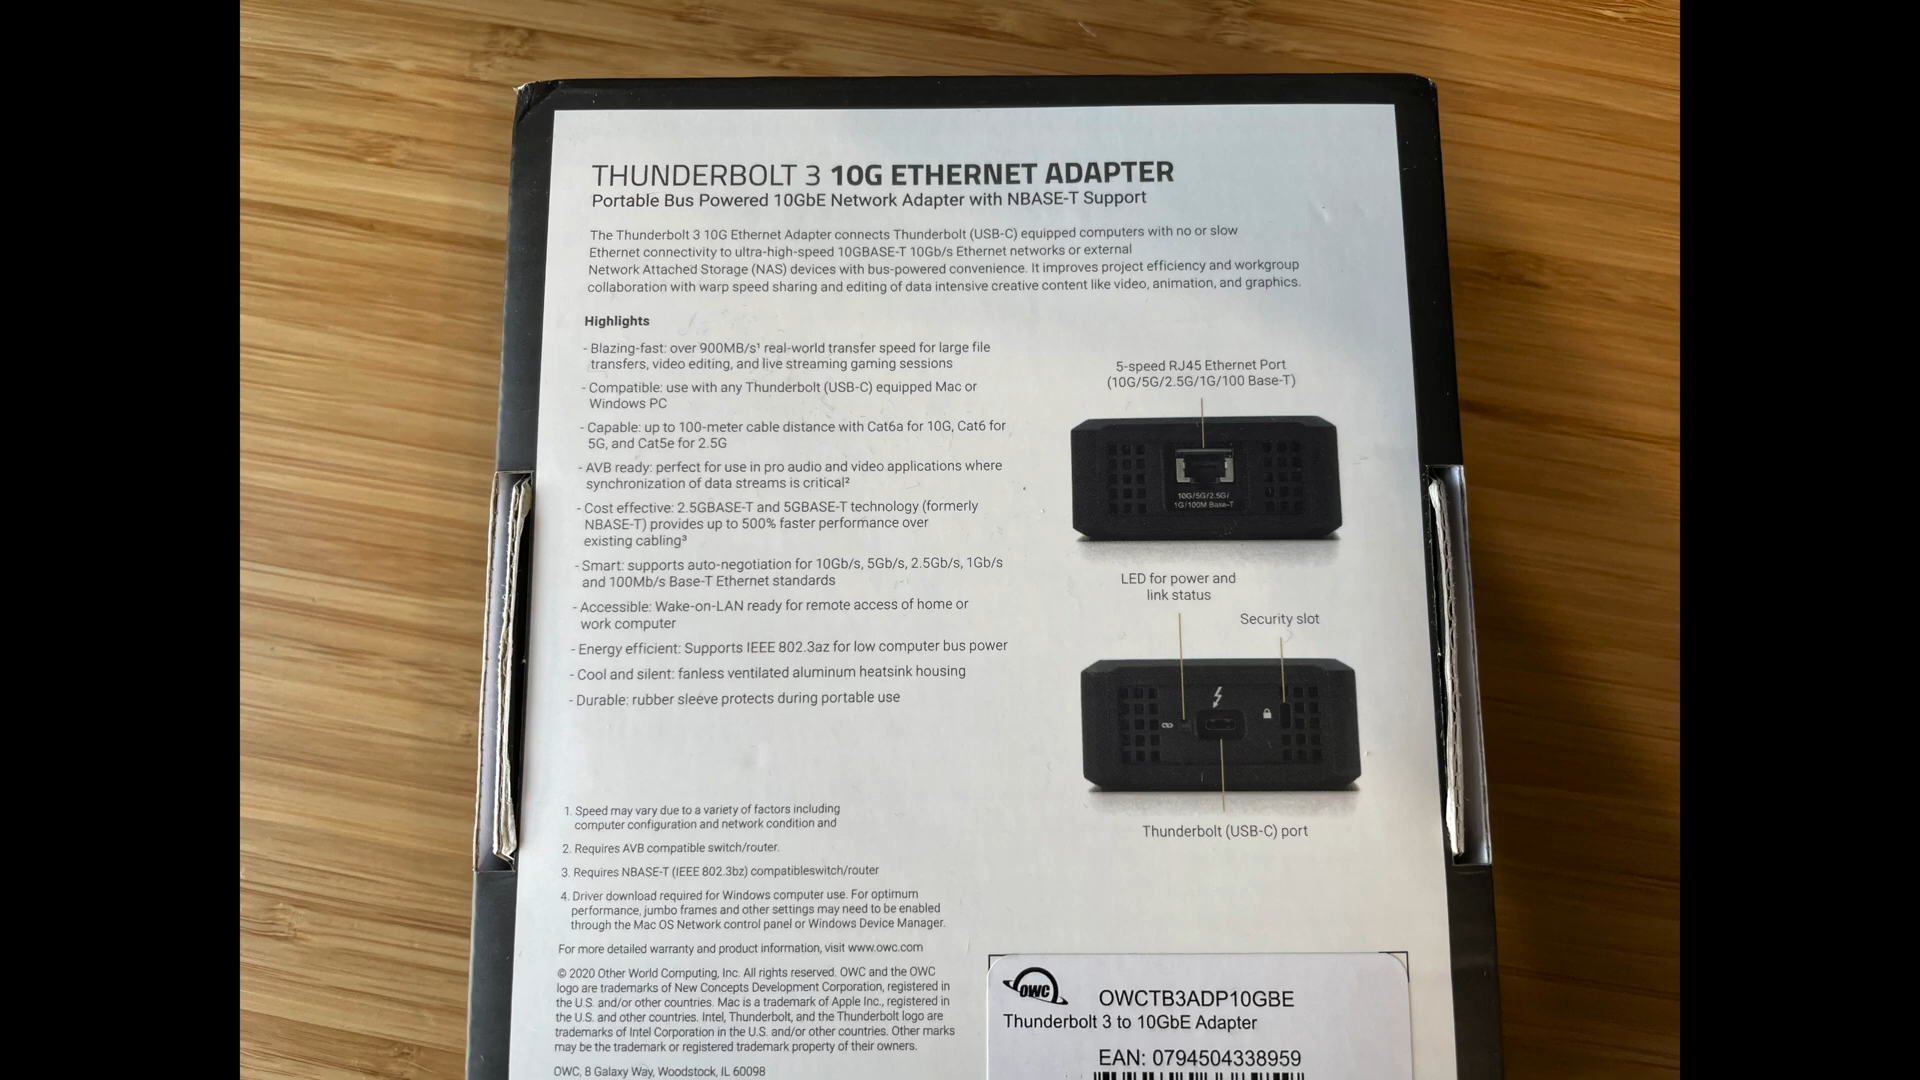 THUNDERBOLT 3 10G ETHERNET ADAPTER
Portable Bus Powered 10GbE Network Adapter with NBASE-T Support
The Thunderbolt 3 10G Ethernet Adapter connects Thunderbolt (USB-C) equipped computers with no or slow
Ethernet connectivity to ultra-high-speed 10GBASE-T 10Gb/s Ethernet networks or external
Network Attached Storage (NAS) devices with bus-powered convenience. It improves project efficiency and workgroup
collaboration with warp speed sharing and editing of data intensive creative content like video, animation, and graphics.
Highlights
- Blazing-fast: over 900MB/s¹ real-world transfer speed for large file
transfers, video editing, and live streaming gaming sessions
- Compatible: use with any Thunderbolt (USB-C) equipped Mac or
Windows PC
- Capable: up to 100-meter cable distance with Cat6a for 10G, Cat6 for
5G, and Cat5e for 2.5G
- AVB ready: perfect for use in pro audio and video applications where
synchronization of data streams is critical²
- Cost effective: 2.5GBASE-T and 5GBASE-T technology (formerly
NBASE-T) provides up to 500% faster performance over
existing cabling³
- Smart: supports auto-negotiation for 10Gb/s, 5Gb/s, 2.5Gb/s, 1Gb/s
and 100Mb/s Base-T Ethernet standards
- Accessible: Wake-on-LAN ready for remote access of home or
work computer
- Energy efficient: Supports IEEE 802.3az for low computer bus power
- Cool and silent: fanless ventilated aluminum heatsink housing
- Durable: rubber sleeve protects during portable use
5-speed RJ45 Ethernet Port
(10G/5G/2.5G/1G/100 Base-T)
10G/5G/2.5G/
1G/100M Base-T
LED for power and
link status
Security slot
Thunderbolt (USB-C) port
1. Speed may vary due to a variety of factors including
computer configuration and network condition and
2. Requires AVB compatible switch/router.
3. Requires NBASE-T (IEEE 802.3bz) compatibleswitch/router
4. Driver download required for Windows computer use. For optimum
performance, jumbo frames and other settings may need to be enabled
through the Mac OS Network control panel or Windows Device Manager.
For more detailed warranty and product information, visit www.owc.com
© 2020 Other World Computing, Inc. All rights reserved. OWC and the OWC
logo are trademarks of New Concepts Development Corporation, registered in
the U.S. and/or other countries. Mac is a trademark of Apple Inc., registered in
the U.S. and other countries. Intel, Thunderbolt, and the Thunderbolt logo are
trademarks of Intel Corporation in the U.S. and/or other countries. Other marks
may be the trademark or registered trademark property of their owners.
OWC, 8 Galaxy Way, Woodstock, IL 60098
OWC
OWCTB3ADP10GBE
Thunderbolt 3 to 10GbE Adapter
EAN: 0794504338959